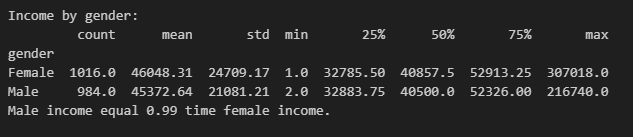 Income by gender:
count mean std min 25% 50% 75% max
gender
Female 1016.0 46048.31 24709.17 1.0 32785.50 40857.5 52913.25 307018.0
Male 984.0 45372.64 21081.21 2.0 32883.75 40500.0 52326.00 216740.0
Male income equal 0.99 time female income.